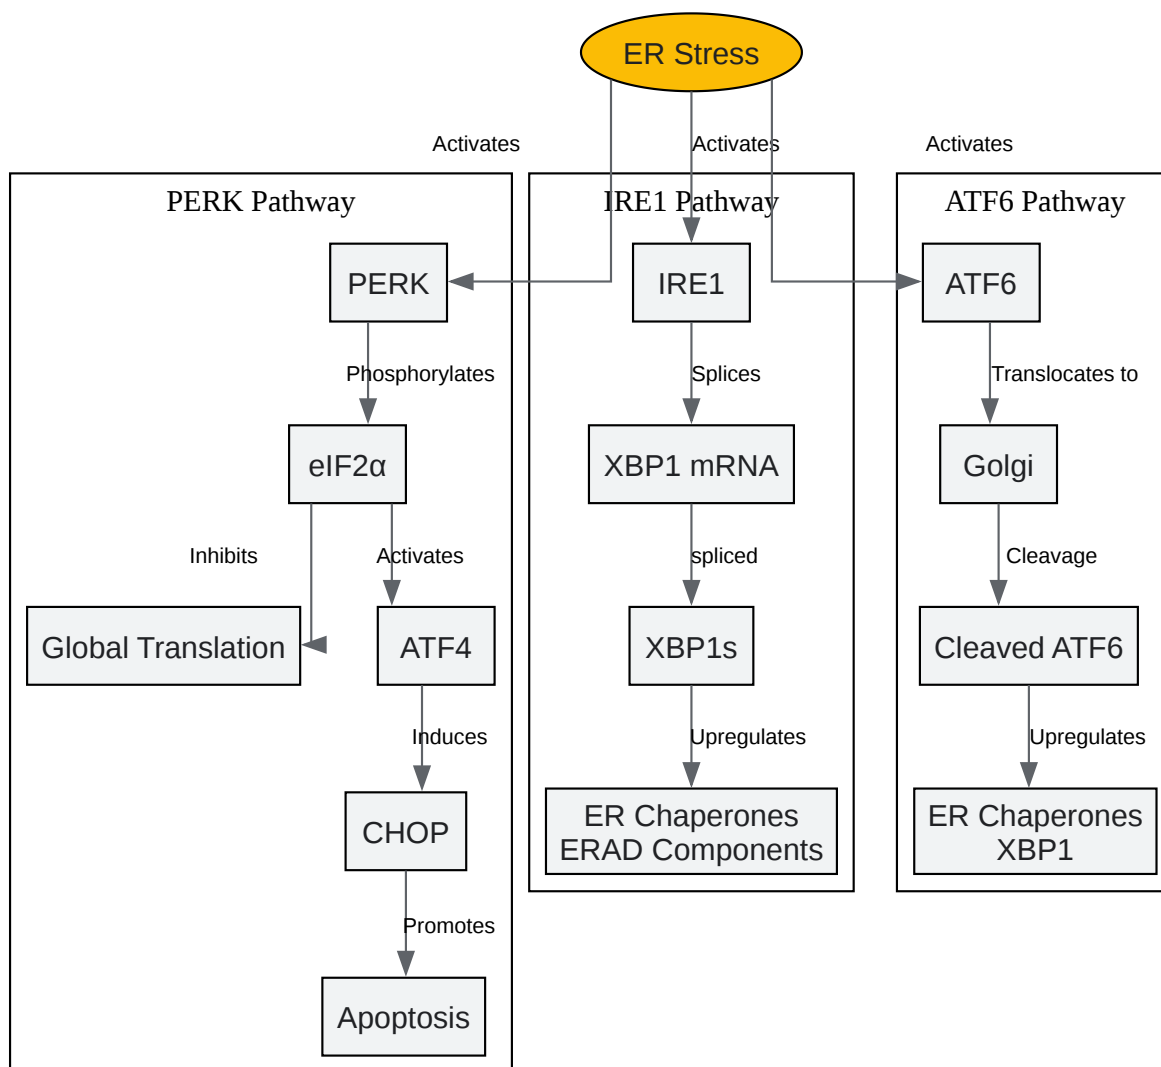 ER Stress
Activates
Activates
Activates
PERK Pathway
IRE1 Pathway
ATF6 Pathway
PERK
IRE1
ATF6
Phosphorylates
Splices
Translocates to
eIF2α
XBP1 mRNA
Golgi
Inhibits
Activates
spliced
Cleavage
Global Translation
ATF4
XBP1s
Cleaved ATF6
Induces
Upregulates
Upregulates
CHOP
ER Chaperones
ERAD Components
ER Chaperones
XBP1
Promotes
Apoptosis